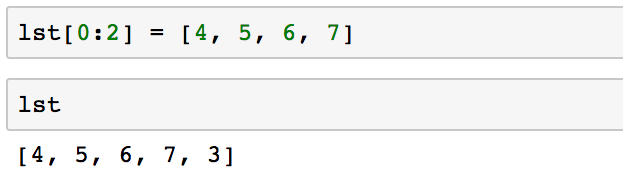 lst[0:2] = [4, 5, 6, 7]
lst
[4, 5, 6, 7, 3]